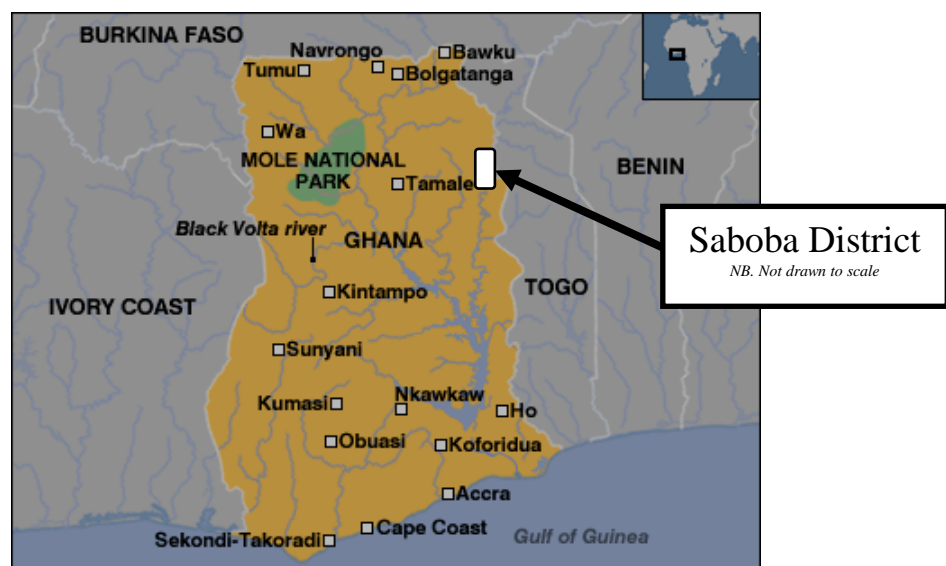 BURKINA FASO
Navrongo
Bawku
Tumu
Bolgatanga
Wa
MOLE NATIONAL
PARK
Tamale
BENIN
Black Volta river
GHANA
Saboba District
NB. Not drawn to scale
IVORY COAST
Kintampo
TOGO
Sunyani
Kumasi
Nkawkaw
Ho
Obuasi
Koforidua
Accra
Cape Coast
Sekondi-Takoradi
Gulf of Guinea